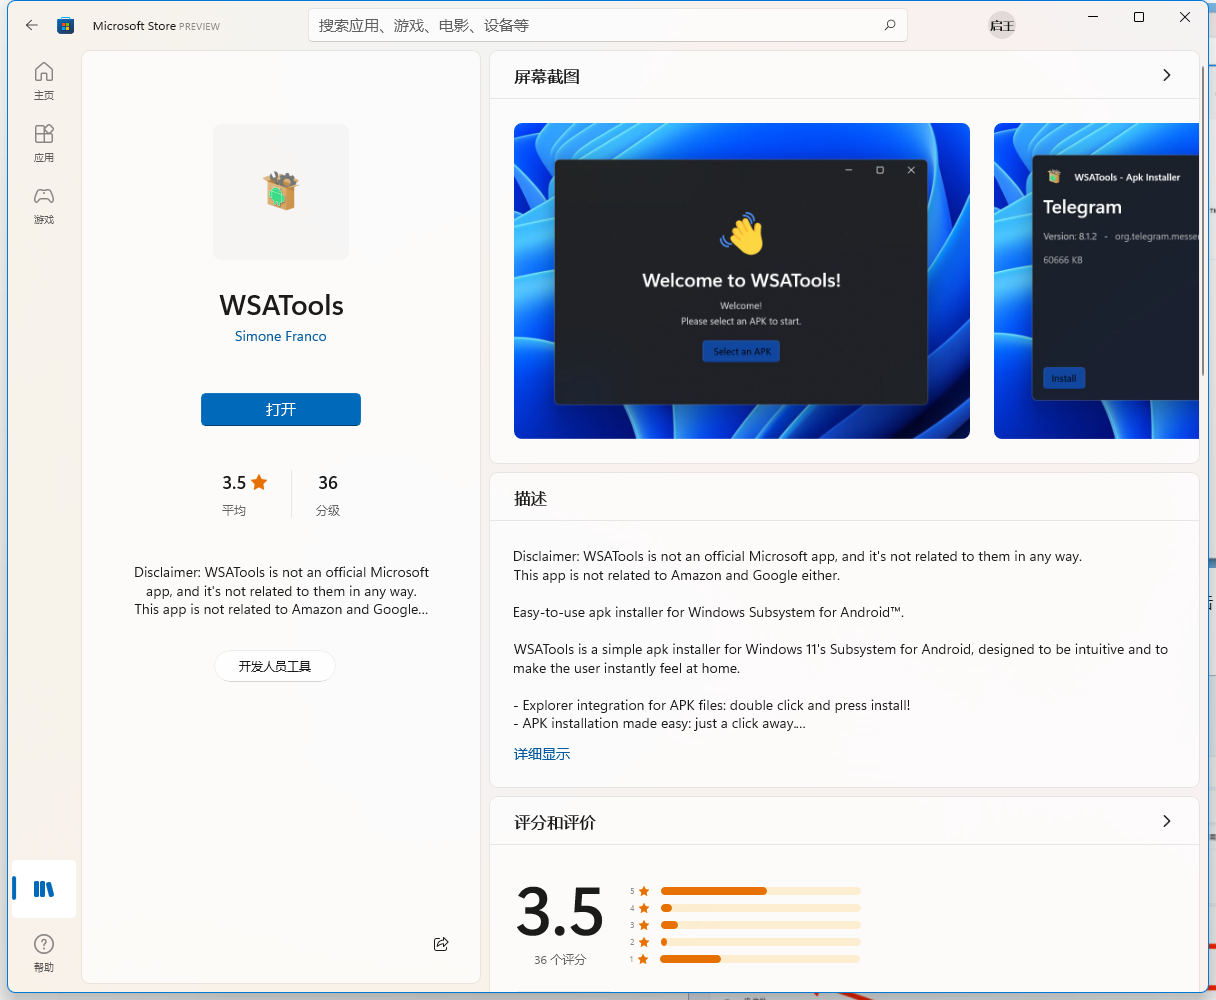 Microsoft Store PREVIEW
搜索应用、游戏、电影、设备等
启王
主页
应用
游戏
帮助
WSATools
Simone Franco
打开
3.5
平均
36
分级
Disclaimer: WSATools is not an official Microsoft
app, and it's not related to them in any way.
This app is not related to Amazon and Google...
开发人员工具
屏幕截图
Welcome to WSATools!
Welcome!
Please select an APK to start.
Select an APK
WSATools - Apk Installer
Telegram
Version: 8.1.2 - org.telegram.messe
60666 KB
Install
描述
Disclaimer: WSATools is not an official Microsoft app, and it's not related to them in any way.
This app is not related to Amazon and Google either.
Easy-to-use apk installer for Windows Subsystem for Android™.
WSATools is a simple apk installer for Windows 11's Subsystem for Android, designed to be intuitive and to
make the user instantly feel at home.
- Explorer integration for APK files: double click and press install!
- APK installation made easy: just a click away....
详细显示
评分和评价
3.5
36 个评分
5
4
3
2
1